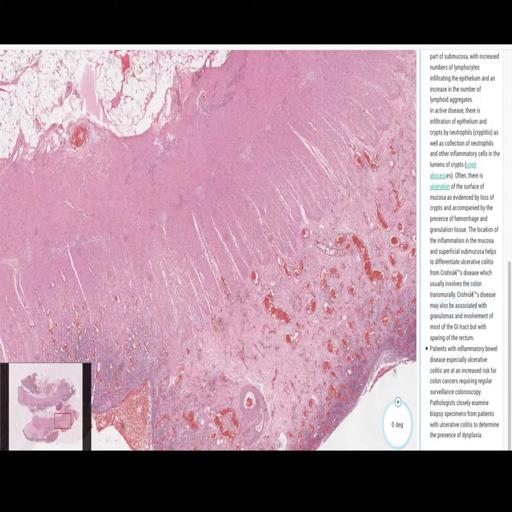 part of submucosa, with increased
numbers of lymphocytes
infiltrating the epithelium and an
increase in the number of
lymphoid aggregates.
In active disease, there is
infiltration of epithelium and
crypts by neutrophils (cryptitis) as
well as collection of neutrophils
and other inflammatory cells in the
lumens of crypts (crypt
abscesses). Often, there is
ulceration of the surface of
mucosa as evidenced by loss of
crypts and accompanied by the
presence of hemorrhage and
granulation tissue. The location of
the inflammation in the mucosa
and superficial submucosa helps
to differentiate ulcerative colitis
from Crohnâ€™s disease which
usually involves the colon
transmurally. Crohnâ€™s disease
may also be associated with
granulomas and involvement of
most of the GI tract but with
sparing of the rectum.
• Patients with inflammatory bowel
disease especially ulcerative
colitis are at an increased risk for
colon cancers requiring regular
surveillance colonoscopy.
Pathologists closely examine
biopsy specimens from patients
with ulcerative colitis to determine
the presence of dysplasia.
0 deg